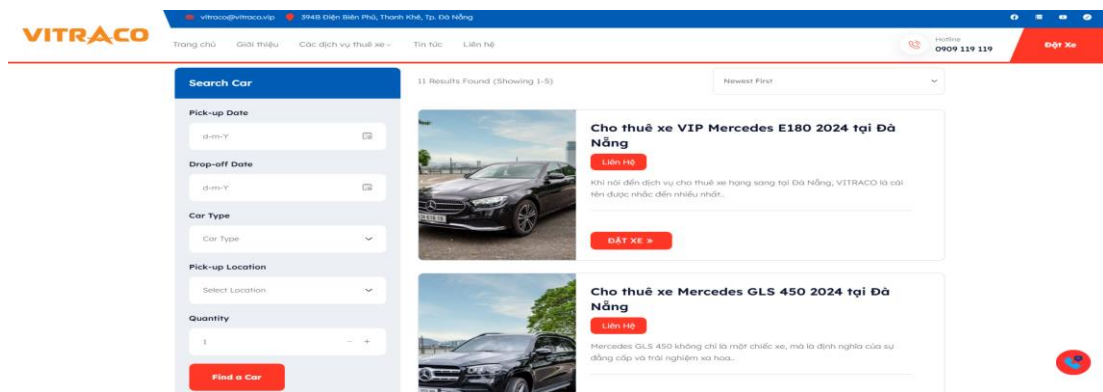 vitraco@vitraco.vip 394B Điện Biên Phủ, Thanh Khê, Tp. Đà Nẵng
VITRACO
Trang chủ Giới thiệu Các dịch vụ thuê xe Tin tức Liên hệ
Hotline
0909 119 119
Đặt Xe
Search Car
Pick-up Date
d-m-Y
Drop-off Date
d-m-Y
Car Type
Car Type
Pick-up Location
Select Location
Quantity
1 - +
Find a Car
11 Results Found (Showing 1-5)
Newest First
Cho thuê xe VIP Mercedes E180 2024 tại Đà
Nẵng
Liên Hệ
Khi nói đến dịch vụ cho thuê xe hạng sang tại Đà Nẵng, VITRACO là cái
tên được nhắc đến nhiều nhất..
ĐẶT XE »
Cho thuê xe Mercedes GLS 450 2024 tại Đà
Nẵng
Liên Hệ
Mercedes GLS 450 không chỉ là một chiếc xe, mà là định nghĩa của sự
đẳng cấp và trải nghiệm xa hoa..